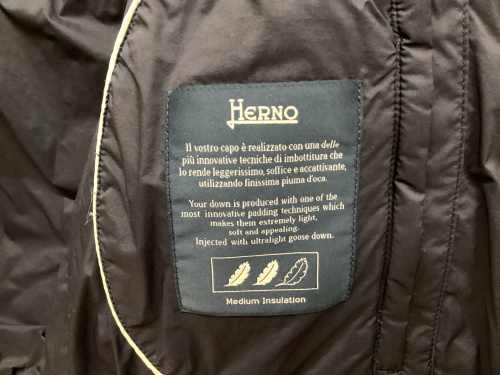 HERNO
Il vostro capo è realizzato con una delle
più innovative tecniche di imbottitura che
lo rende leggerissimo, soffice e accattivante,
utilizzando finissima piuma d'oca.
Your down is produced with one of the
most innovative padding techniques which
makes them extremely light,
soft and appealing.
Injected with ultralight goose down.
Medium Insulation